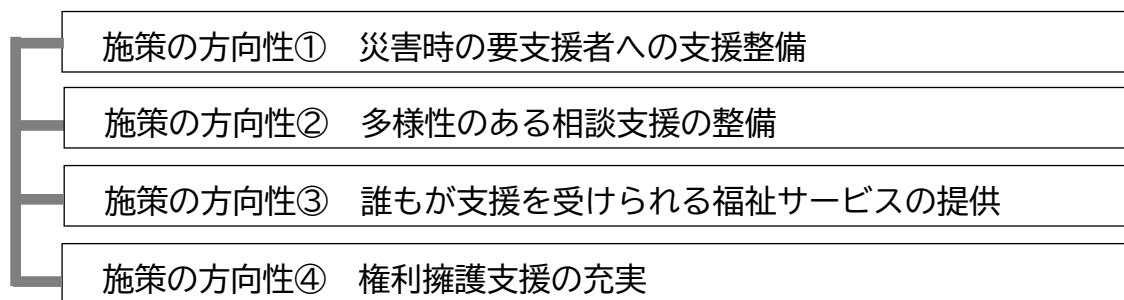 施策の方向性①　災害時の要支援者への支援整備
施策の方向性②　多様性のある相談支援の整備
施策の方向性③　誰もが支援を受けられる福祉サービスの提供
施策の方向性④　権利擁護支援の充実